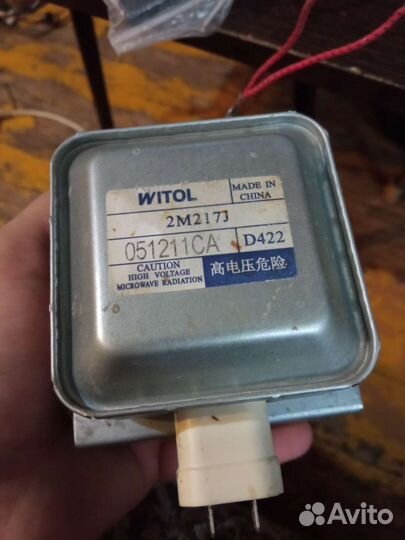 WITOL
MADE IN
CHINA
2M217J
051211CA
D422
CAUTION
HIGH VOLTAGE
MICROWAVE RADIATION
高电压危险
Avito